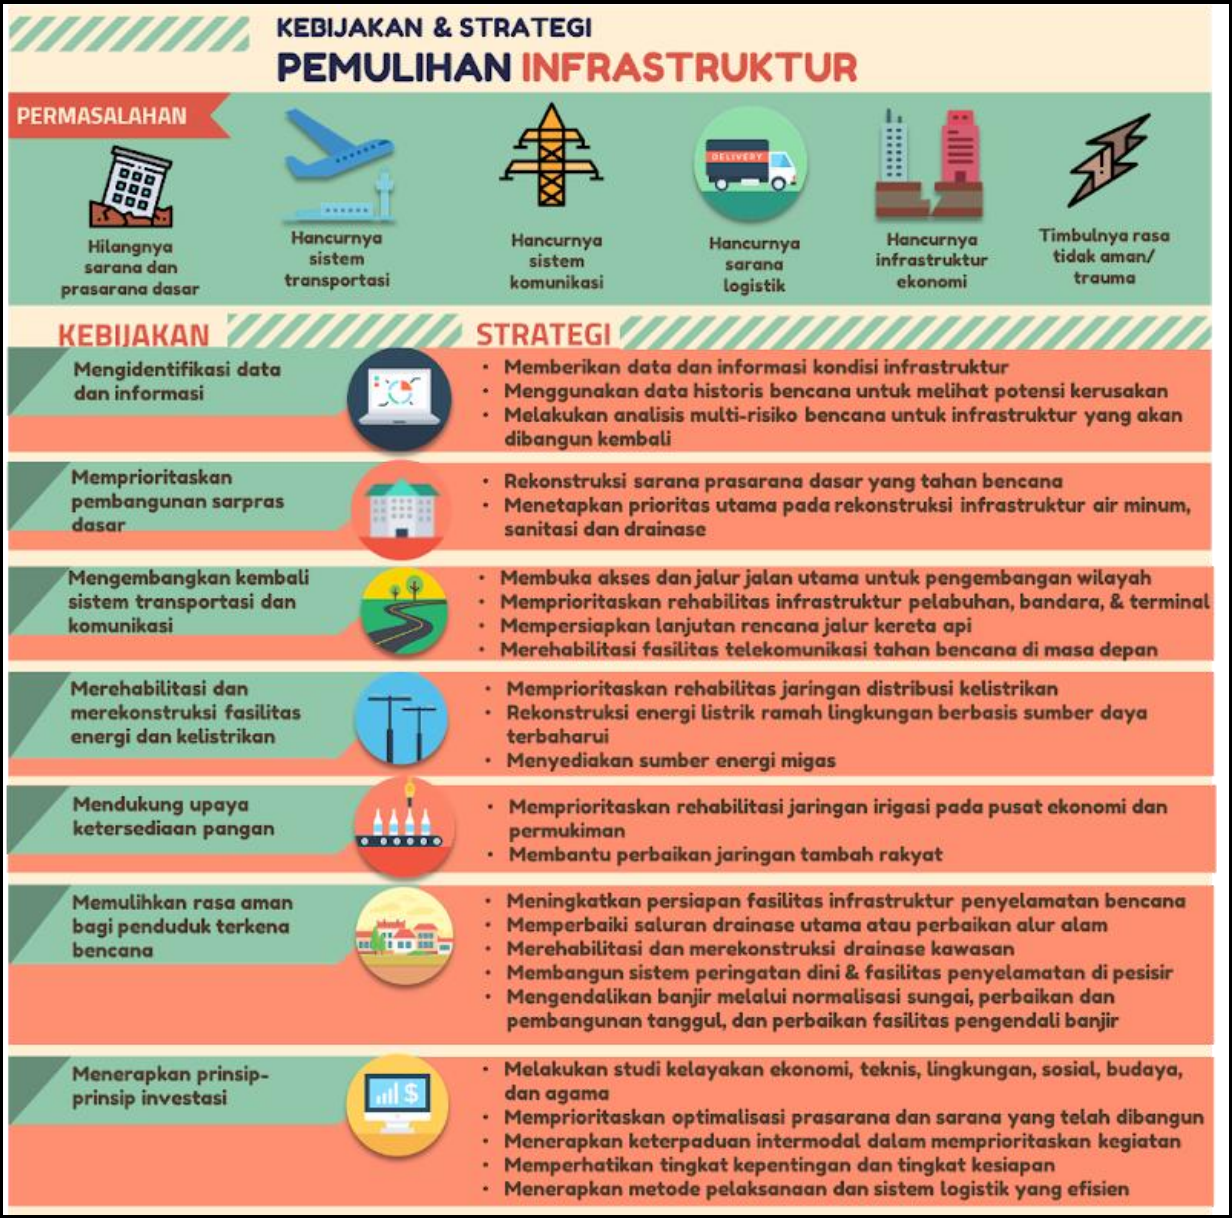 KEBIJAKAN & STRATEGI
PEMULIHAN INFRASTRUKTUR
PERMASALAHAN
DELIVERY
Hilangnya
sarana dan
prasarana dasar
Hancurnya
sistem
transportasi
Hancurnya
sistem
komunikasi
Hancurnya
sarana
logistik
Hancurnya
infrastruktur
ekonomi
Timbulnya rasa
tidak aman/
trauma
KEBIJAKAN
STRATEGI
Mengidentifikasi data
dan informasi
• Memberikan data dan informasi kondisi infrastruktur
• Menggunakan data historis bencana untuk melihat potensi kerusakan
• Melakukan analisis multi-risiko bencana untuk infrastruktur yang akan
dibangun kembali
Memprioritaskan
pembangunan sarpras
dasar
• Rekonstruksi sarana prasarana dasar yang tahan bencana
• Menetapkan prioritas utama pada rekonstruksi infrastruktur air minum,
sanitasi dan drainase
Mengembangkan kembali
sistem transportasi dan
komunikasi
• Membuka akses dan jalur jalan utama untuk pengembangan wilayah
• Memprioritaskan rehabilitas infrastruktur pelabuhan, bandara, & terminal
• Mempersiapkan lanjutan rencana jalur kereta api
• Merehabilitasi fasilitas telekomunikasi tahan bencana di masa depan
Merehabilitasi dan
merekonstruksi fasilitas
energi dan kelistrikan
• Memprioritaskan rehabilitas jaringan distribusi kelistrikan
• Rekonstruksi energi listrik ramah lingkungan berbasis sumber daya
terbaharui
• Menyediakan sumber energi migas
Mendukung upaya
ketersediaan pangan
• Memprioritaskan rehabilitasi jaringan irigasi pada pusat ekonomi dan
permukiman
• Membantu perbaikan jaringan tambah rakyat
Memulihkan rasa aman
bagi penduduk terkena
bencana
• Meningkatkan persiapan fasilitas infrastruktur penyelamatan bencana
• Memperbaiki saluran drainase utama atau perbaikan alur alam
• Merehabilitasi dan merekonstruksi drainase kawasan
• Membangun sistem peringatan dini & fasilitas penyelamatan di pesisir
• Mengendalikan banjir melalui normalisasi sungai, perbaikan dan
pembangunan tanggul, dan perbaikan fasilitas pengendali banjir
Menerapkan prinsip-
prinsip investasi
$
• Melakukan studi kelayakan ekonomi, teknis, lingkungan, sosial, budaya,
dan agama
• Memprioritaskan optimalisasi prasarana dan sarana yang telah dibangun
• Menerapkan keterpaduan intermodal dalam memprioritaskan kegiatan
• Memperhatikan tingkat kepentingan dan tingkat kesiapan
• Menerapkan metode pelaksanaan dan sistem logistik yang efisien